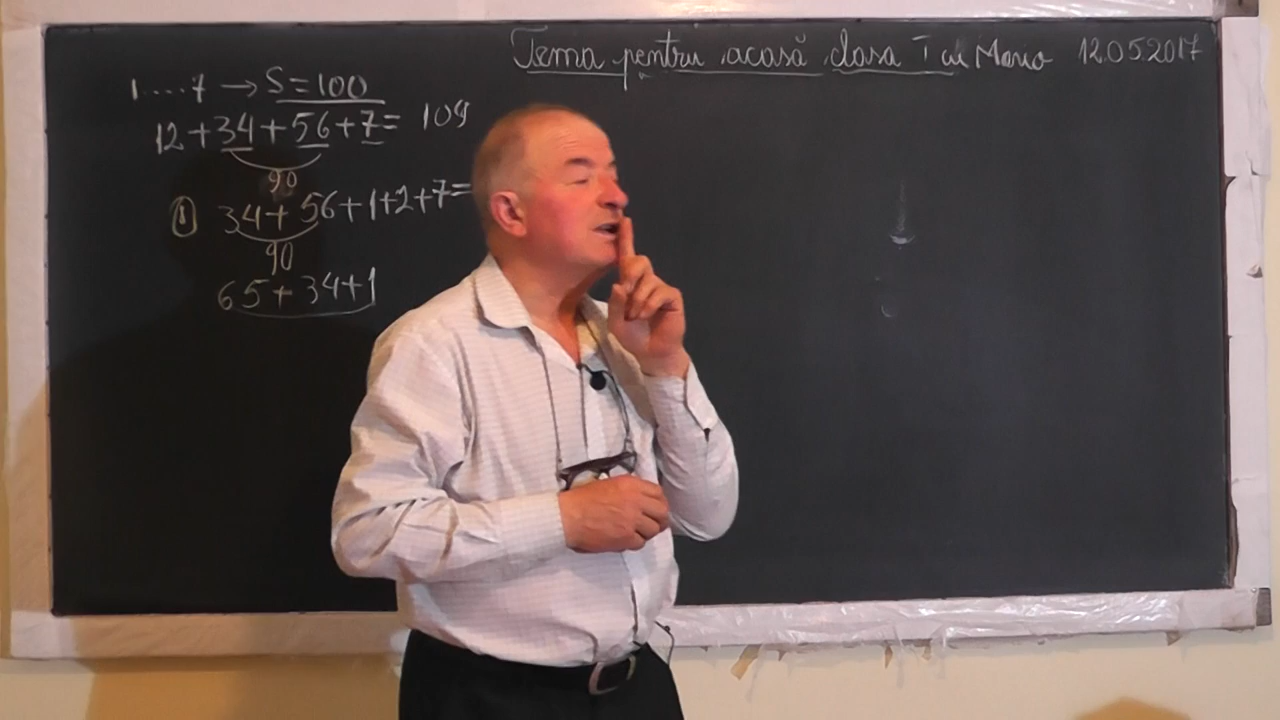 Tema pentru acasă clasa I cu Mario 12.05.2017
1....7 → S=100
12+34+56+7= 109
90
① 34+56+1+2+7=
90
65+34+1